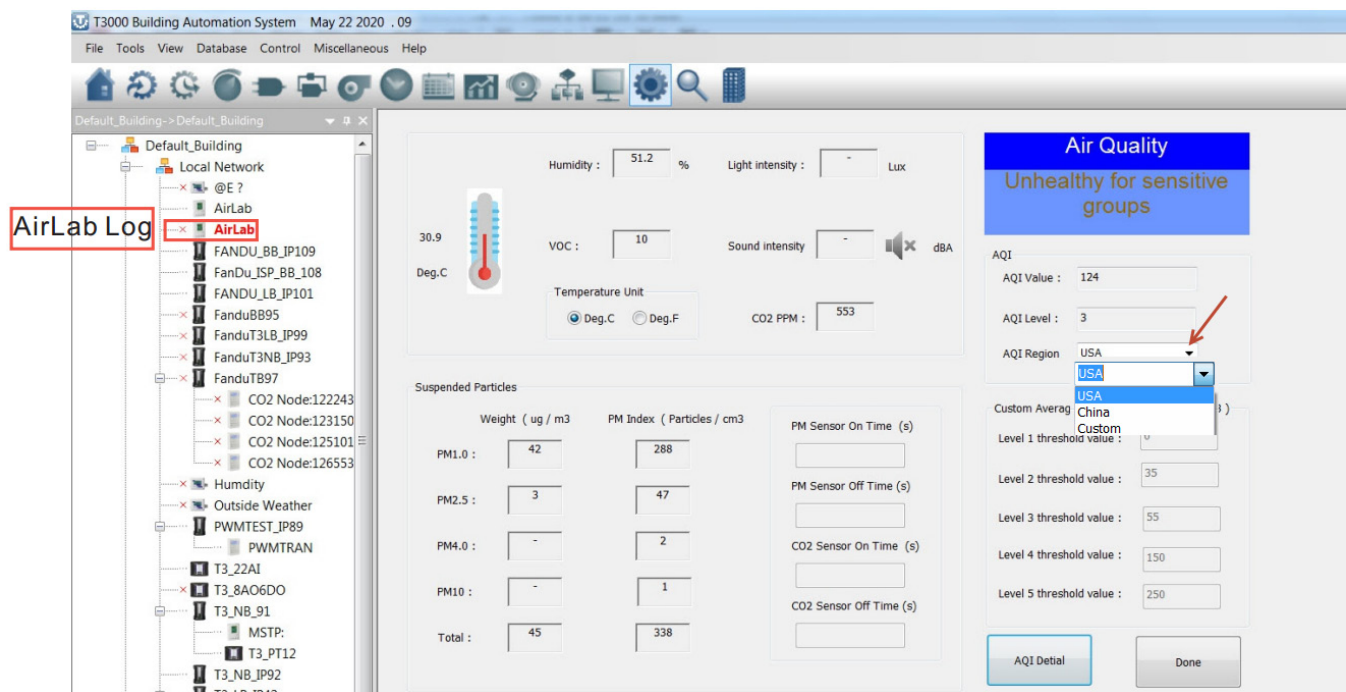 T3000 Building Automation System May 22 2020 . 09
File Tools View Database Control Miscellaneous Help
Default_Building->Default_Building
Default_Building
Local Network
@E ?
AirLab
AirLab Log
AirLab
FANDU_BB_IP109
FanDu_ISP_BB_108
FANDU_LB_IP101
FanduBB95
FanduT3LB_IP99
FanduT3NB_IP93
FanduTB97
CO2 Node:122243
CO2 Node:123150
CO2 Node:125101
CO2 Node:126553
Humdity
Outside Weather
PWMTEST_IP89
PWMTRAN
T3_22AI
T3_8AO6DO
T3_NB_91
MSTP:
T3_PT12
T3_NB_IP92
Humidity : 51.2 %
Light intensity : - Lux
30.9
Deg.C
VOC : 10
Sound intensity - dBA
Temperature Unit
Deg.C Deg.F
CO2 PPM : 553
Suspended Particles
Weight ( ug / m3 PM Index ( Particles / cm3
PM1.0 : 42 288
PM2.5 : 3 47
PM4.0 : - 2
PM10 : - 1
Total : 45 338
PM Sensor On Time (s)
PM Sensor Off Time (s)
CO2 Sensor On Time (s)
CO2 Sensor Off Time (s)
Air Quality
Unhealthy for sensitive
groups
AQI
AQI Value : 124
AQI Level : 3
AQI Region USA
USA
USA
China
Custom
Custom Averag
Level 1 threshold value : 0
Level 2 threshold value : 35
Level 3 threshold value : 55
Level 4 threshold value : 150
Level 5 threshold value : 250
AQI Detial
Done